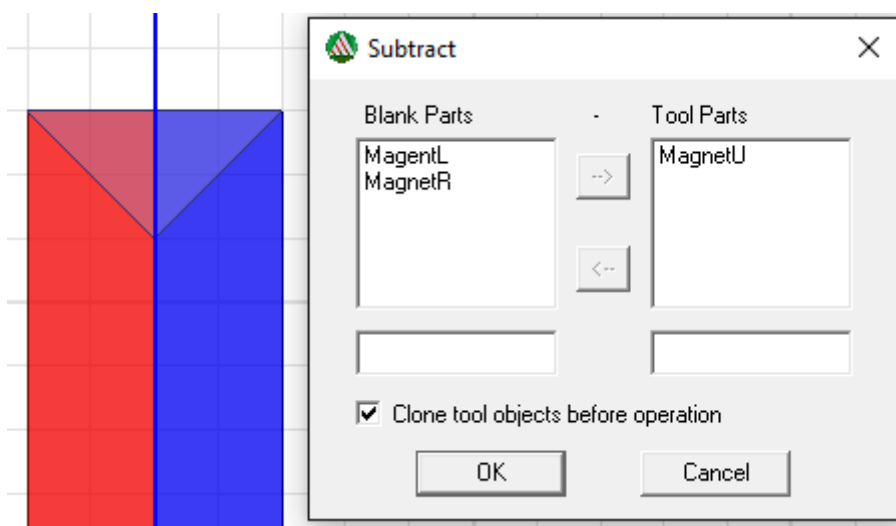 Subtract
Blank Parts - Tool Parts
MagentL
MagnetR
MagnetU
-->
<--
Clone tool objects before operation
OK Cancel